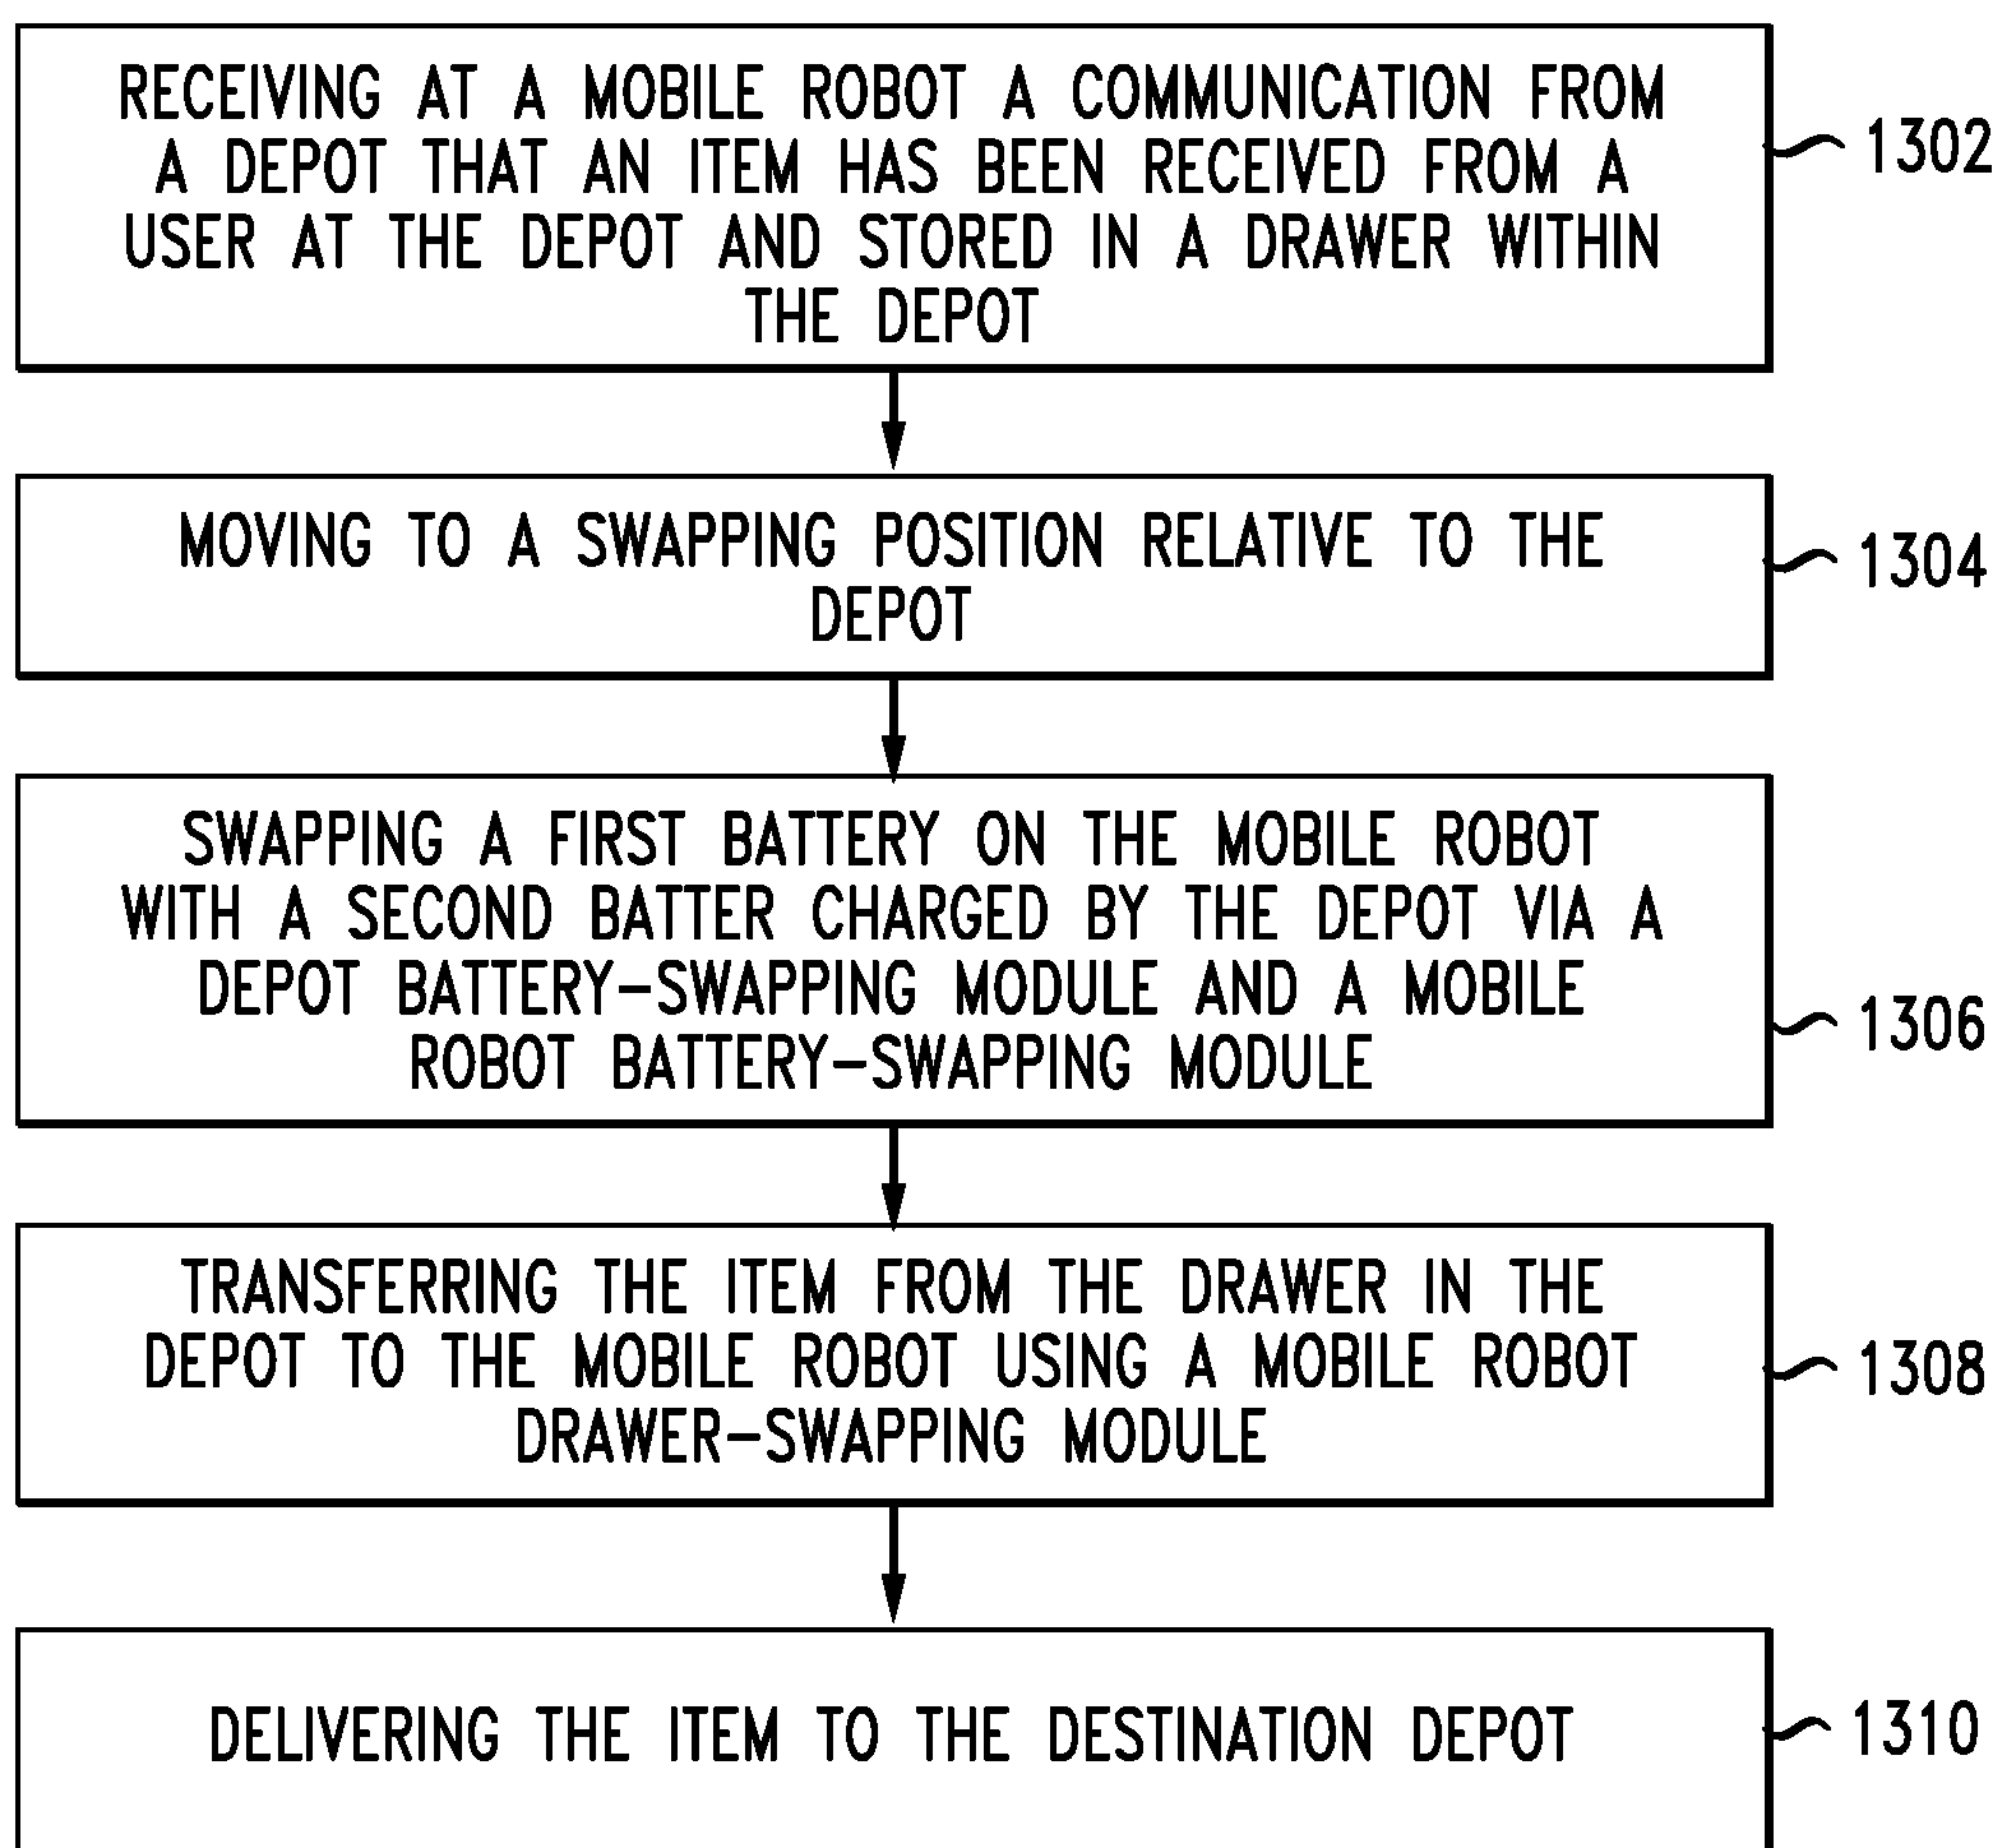 RECEIVING AT A MOBILE ROBOT A COMMUNICATION FROM
A DEPOT THAT AN ITEM HAS BEEN RECEIVED FROM A
USER AT THE DEPOT AND STORED IN A DRAWER WITHIN
THE DEPOT
1302
MOVING TO A SWAPPING POSITION RELATIVE TO THE
DEPOT
1304
SWAPPING A FIRST BATTERY ON THE MOBILE ROBOT
WITH A SECOND BATTER CHARGED BY THE DEPOT VIA A
DEPOT BATTERY-SWAPPING MODULE AND A MOBILE
ROBOT BATTERY-SWAPPING MODULE
1306
TRANSFERRING THE ITEM FROM THE DRAWER IN THE
DEPOT TO THE MOBILE ROBOT USING A MOBILE ROBOT
DRAWER-SWAPPING MODULE
1308
DELIVERING THE ITEM TO THE DESTINATION DEPOT
1310